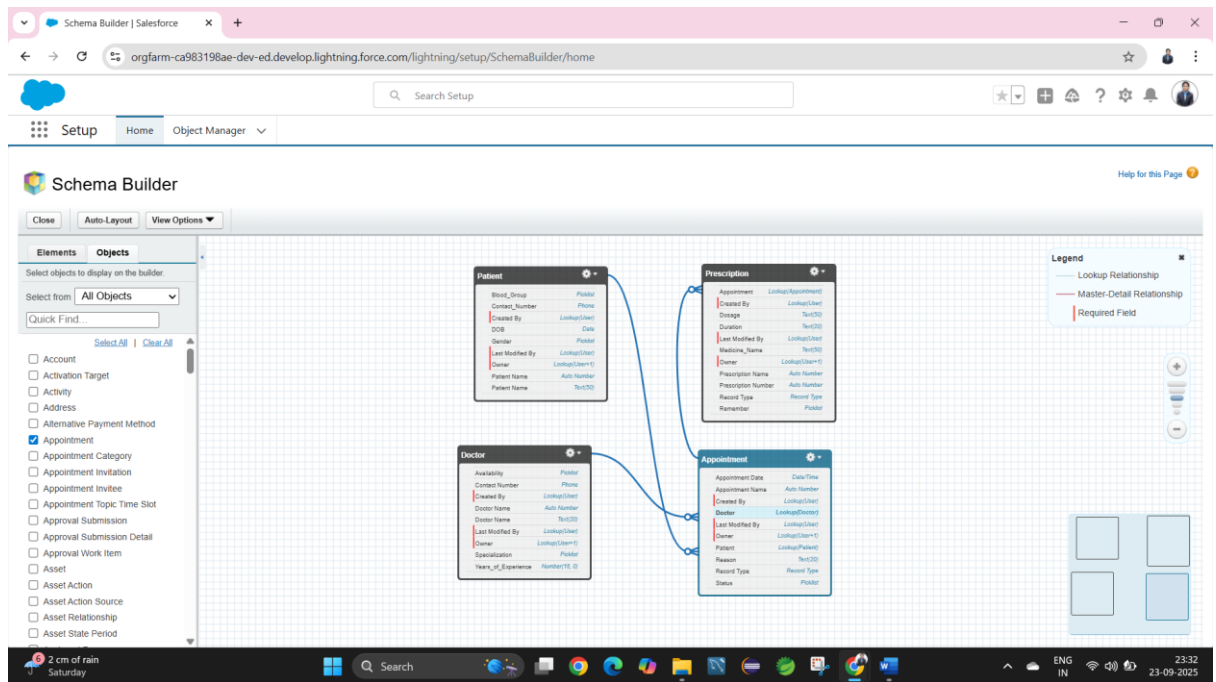 Schema Builder | Salesforce
orgfarm-ca983198ae-dev-ed.develop.lightning.force.com/lightning/setup/SchemaBuilder/home
Search Setup
Setup Home Object Manager
Schema Builder
Help for this Page ?
Close Auto-Layout View Options
Elements Objects
Select objects to display on the builder.
Select from All Objects
Quick Find...
Select All | Clear All
Account
Activation Target
Activity
Address
Alternative Payment Method
Appointment
Appointment Category
Appointment Invitation
Appointment Invitee
Appointment Topic Time Slot
Approval Submission
Approval Submission Detail
Approval Work Item
Asset
Asset Action
Asset Action Source
Asset Relationship
Asset State Period
Patient
Blood_Group Picklist
Contact_Number Phone
Created By Lookup(User)
DOB Date
Gender Picklist
Last Modified By Lookup(User)
Owner Lookup(User+1)
Patient Name Auto Number
Patient Name Text(50)
Prescription
Appointment Lookup(Appointment)
Created By Lookup(User)
Dosage Text(50)
Duration Text(20)
Last Modified By Lookup(User)
Medicine_Name Text(50)
Owner Lookup(User+1)
Prescription Name Auto Number
Prescription Number Auto Number
Record Type Record Type
Remember Picklist
Doctor
Availability Picklist
Contact Number Phone
Created By Lookup(User)
Doctor Name Auto Number
Doctor Name Text(20)
Last Modified By Lookup(User)
Owner Lookup(User+1)
Specialization Picklist
Years_of_Experience Number(18, 0)
Appointment
Appointment Date Date/Time
Appointment Name Auto Number
Created By Lookup(User)
Doctor Lookup(Doctor)
Last Modified By Lookup(User)
Owner Lookup(User+1)
Patient Lookup(Patient)
Reason Text(20)
Record Type Record Type
Status Picklist
Legend
Lookup Relationship
Master-Detail Relationship
Required Field
6
2 cm of rain
Saturday
Search
ENG
IN
23:32
23-09-2025